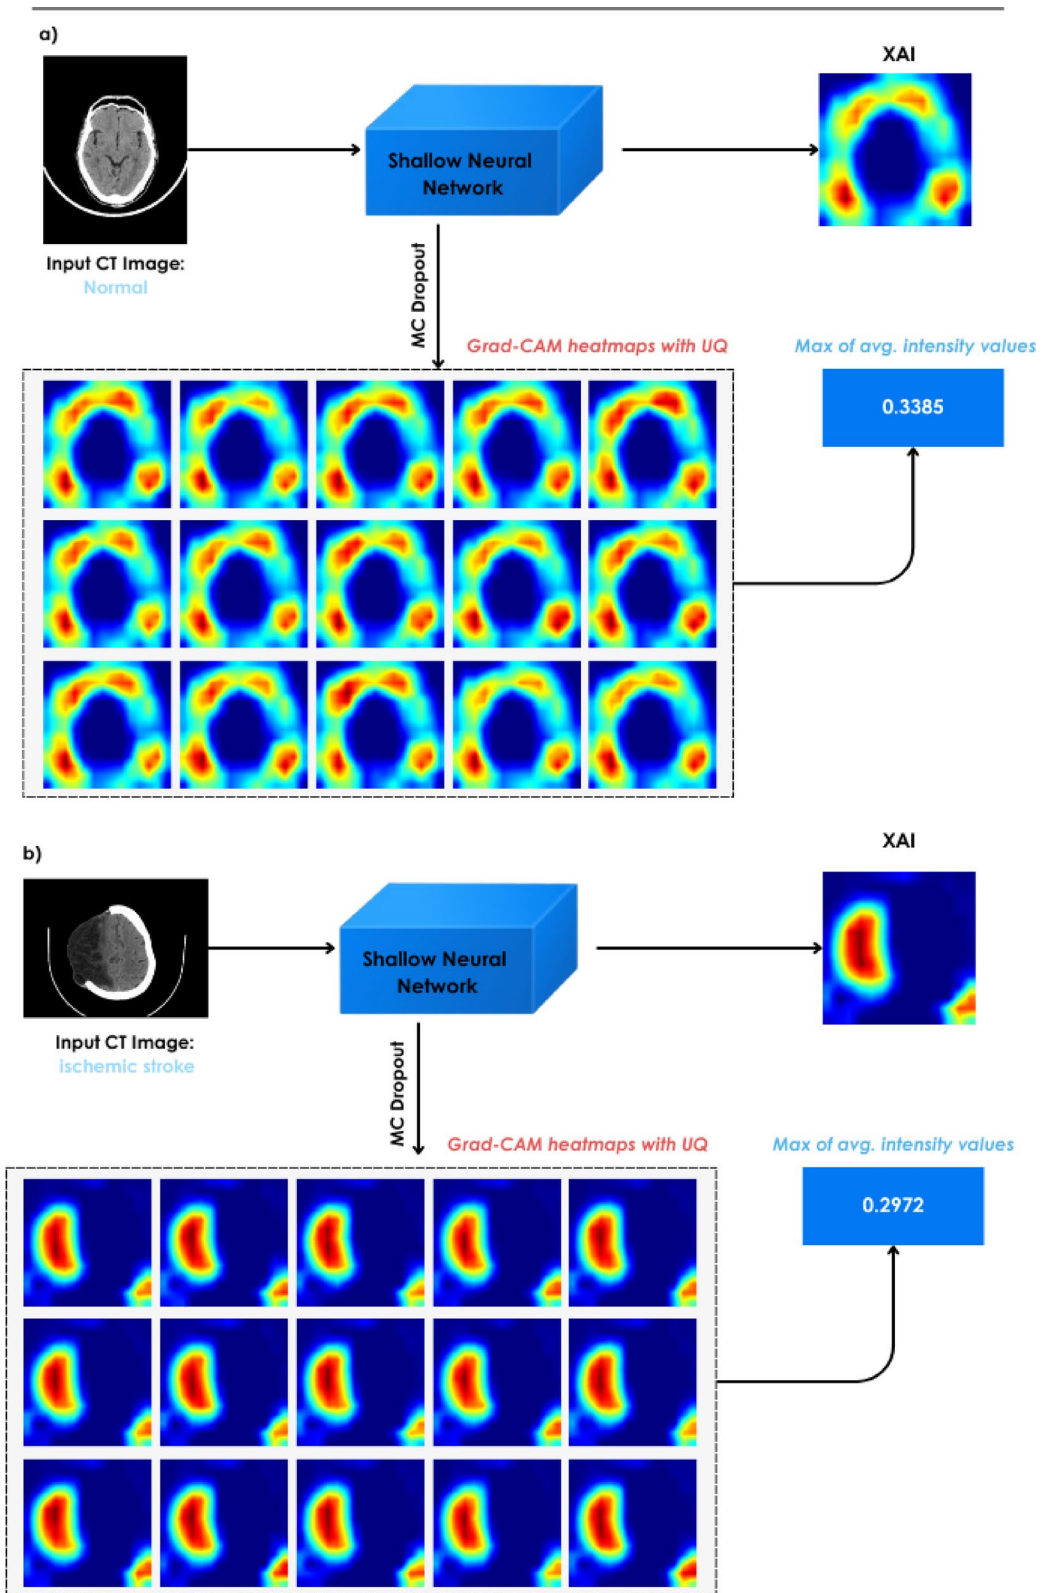 a)
XAI
Shallow Neural
Network
Input CT Image:
Normal
MC Dropout
Grad-CAM heatmaps with UQ
Max of avg. intensity values
0.3385
b)
XAI
Shallow Neural
Network
Input CT Image:
ischemic stroke
MC Dropout
Grad-CAM heatmaps with UQ
Max of avg. intensity values
0.2972